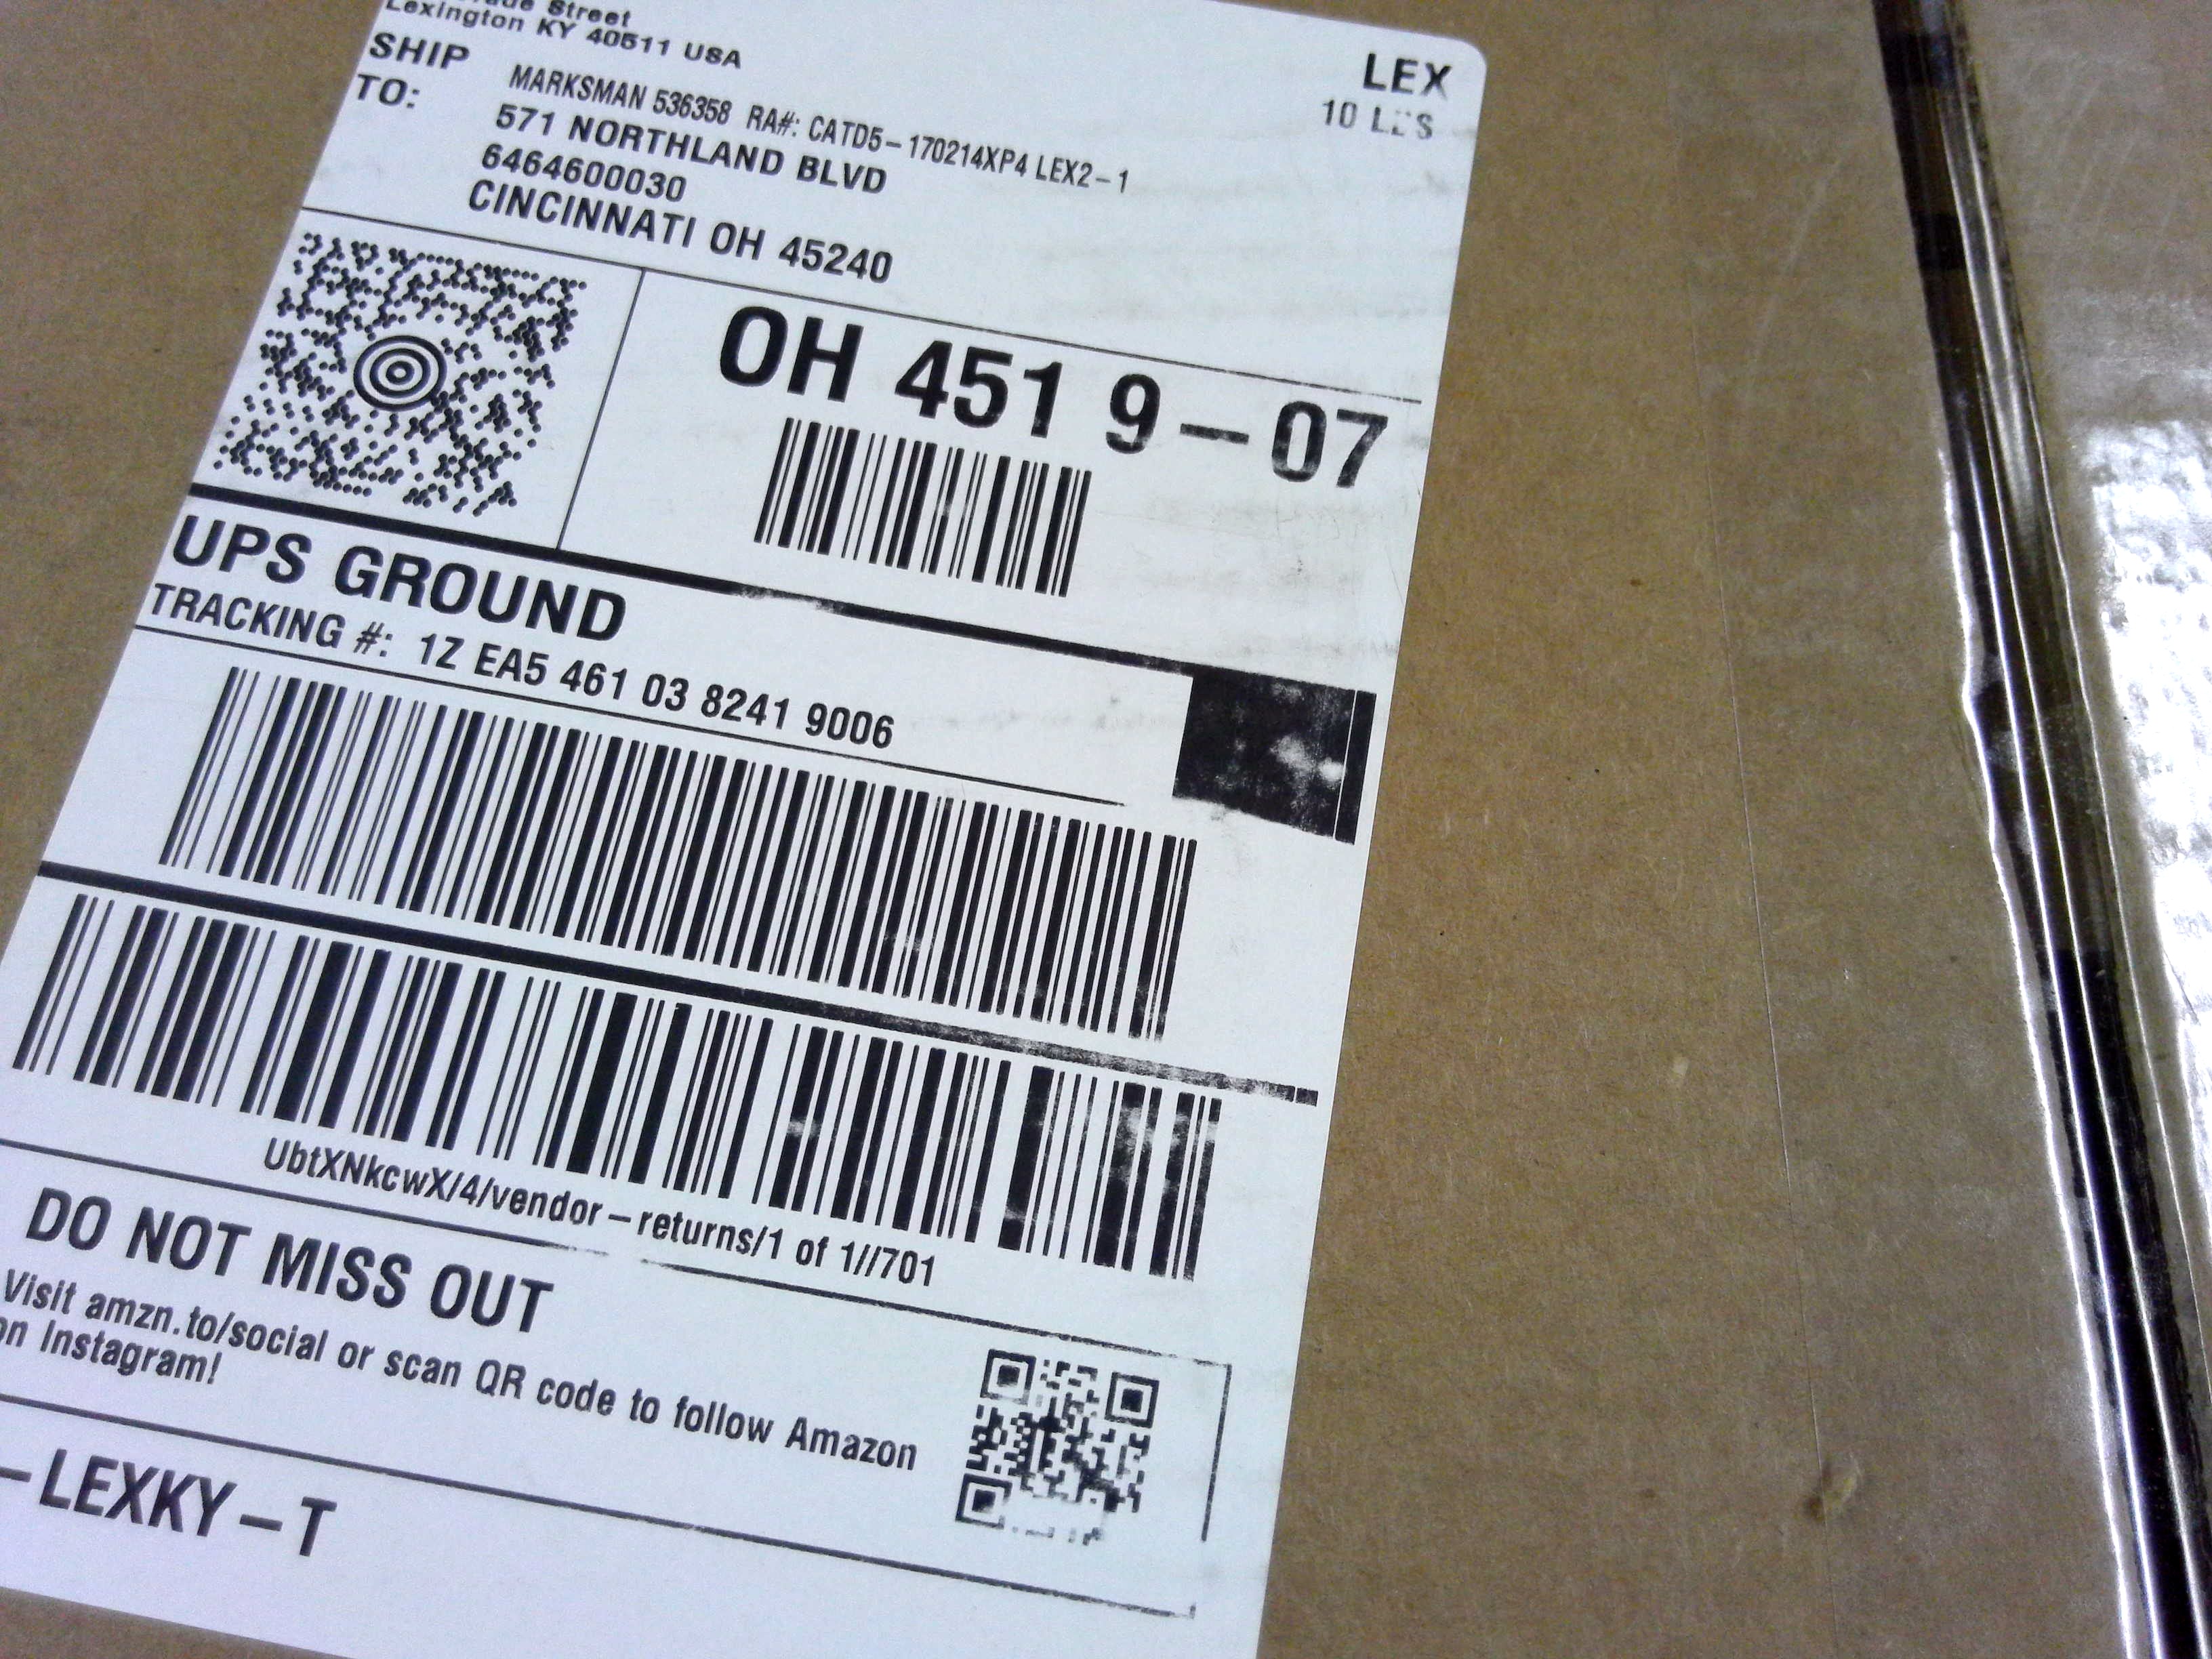 Street
Lexington KY 40511 USA
LEX
10
SHIP
TO:
MARKSMAN 536358 RA#: CATD5-170214XP4 LEX2-1
571 NORTHLAND BLVD
6464600030
CINCINNATI OH 45240
OH 451 9-07
UPS GROUND
TRACKING #: 1Z EA5 461 03 8241 9006
UbtXNkcwX/4/vendor-returns/1 of 1//701
DO NOT MISS OUT
Visit amzn.to/social or scan QR code to follow Amazon
on Instagram!
-LEXKY-T